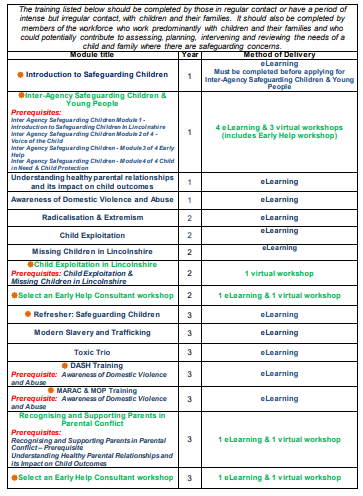 The training listed below should be completed by those in regular contact or have a period of
intense but irregular contact, with children and their families. It should also be completed by
members of the workforce who work predominantly with children and their families and who
could potentially contribute to assessing, planning, intervening and reviewing the needs of a
child and family where there are safeguarding concerns.
Module title Year Method of Delivery
Introduction to Safeguarding Children 1 eLearning
Must be completed before applying for
Inter-Agency Safeguarding Children & Young
People
Inter-Agency Safeguarding Children &
Young People
Prerequisites:
Inter Agency Safeguarding Children Module 1 -
Introduction to Safeguarding Children in Lincolnshire
Inter Agency Safeguarding Children Module 2 of 4 -
Voice of the Child
Inter Agency Safeguarding Children - Module 3 of 4 Early
Help
Inter Agency Safeguarding Children - Module 4 of 4 Child
in Need & Child Protection
1
4 eLearning & 3 virtual workshops
(includes Early Help workshop)
Understanding healthy parental relationships
and its impact on child outcomes
1 eLearning
Awareness of Domestic Violence and Abuse 1 eLearning
Radicalisation & Extremism 2 eLearning
Child Exploitation 2 eLearning
Missing Children in Lincolnshire 2 eLearning
Child Exploitation in Lincolnshire
Prerequisites: Child Exploitation &
Missing Children in Lincolnshire
2 1 virtual workshop
Select an Early Help Consultant workshop 2 1 eLearning & 1 virtual workshop
Refresher: Safeguarding Children 3 eLearning
Modern Slavery and Trafficking 3 eLearning
Toxic Trio 3 eLearning
DASH Training
Prerequisite: Awareness of Domestic Violence
and Abuse
3 eLearning
MARAC & MOP Training
Prerequisite: Awareness of Domestic Violence
and Abuse
3 eLearning
Recognising and Supporting Parents in
Parental Conflict
Prerequisites:
Recognising and Supporting Parents in Parental
Conflict – Prerequisite
Understanding Healthy Parental Relationships and
its Impact on Child Outcomes
3 1 eLearning & 1 virtual workshop
Select an Early Help Consultant workshop 3 1 eLearning & 1 virtual workshop